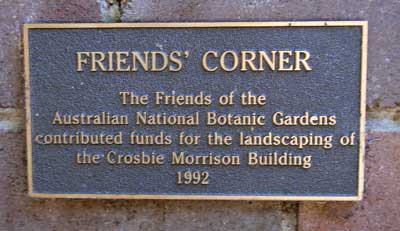 FRIENDS' CORNER
The Friends of the
Australian National Botanic Gardens
contributed funds for the landscaping of
the Crosbie Morrison Building
1992